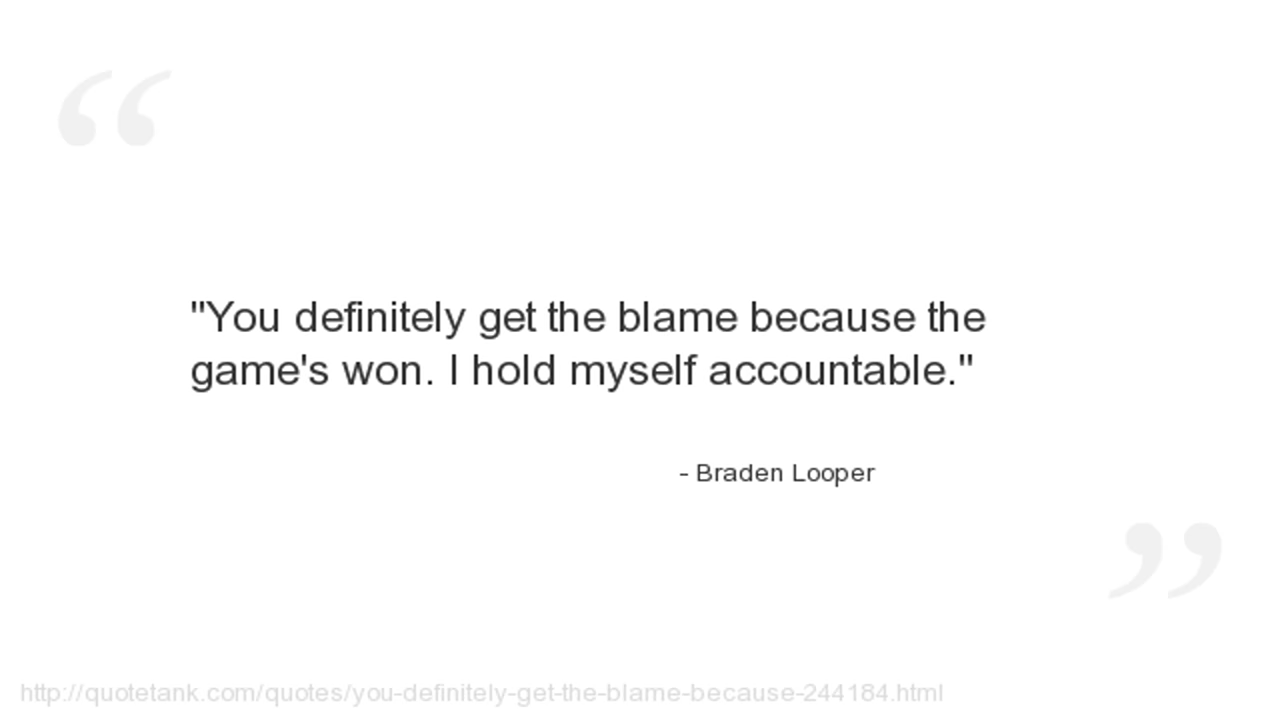 "You definitely get the blame because the
game's won. I hold myself accountable."
- Braden Looper
http://quotetank.com/quotes/you-definitely-get-the-blame-because-244184.html